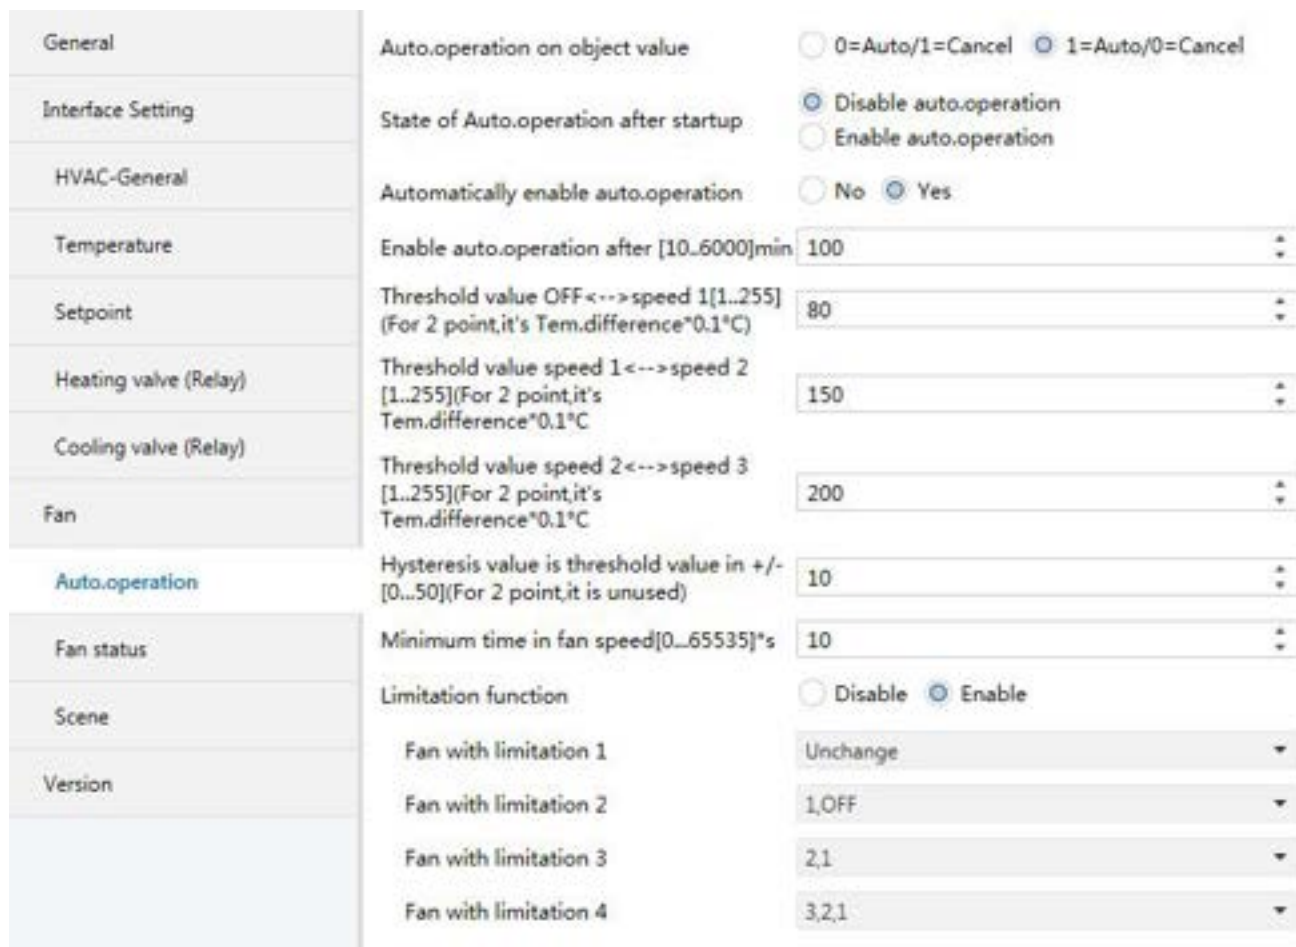 General
Interface Setting
HVAC-General
Temperature
Setpoint
Heating valve (Relay)
Cooling valve (Relay)
Fan
Auto.operation
Fan status
Scene
Version
Auto.operation on object value
0=Auto/1=Cancel 1=Auto/0=Cancel
State of Auto.operation after startup
Disable auto.operation
Enable auto.operation
Automatically enable auto.operation
No Yes
Enable auto.operation after [10..6000]min 100
Threshold value OFF<-->speed 1[1..255]
(For 2 point,it's Tem.difference*0.1°C)
80
Threshold value speed 1<-->speed 2
[1..255](For 2 point,it's
Tem.difference*0.1°C
150
Threshold value speed 2<-->speed 3
[1..255](For 2 point,it's
Tem.difference*0.1°C
200
Hysteresis value is threshold value in +/-
[0...50](For 2 point,it is unused)
10
Minimum time in fan speed[0...65535]*s 10
Limitation function Disable Enable
Fan with limitation 1 Unchange
Fan with limitation 2 1,OFF
Fan with limitation 3 2,1
Fan with limitation 4 3,2,1